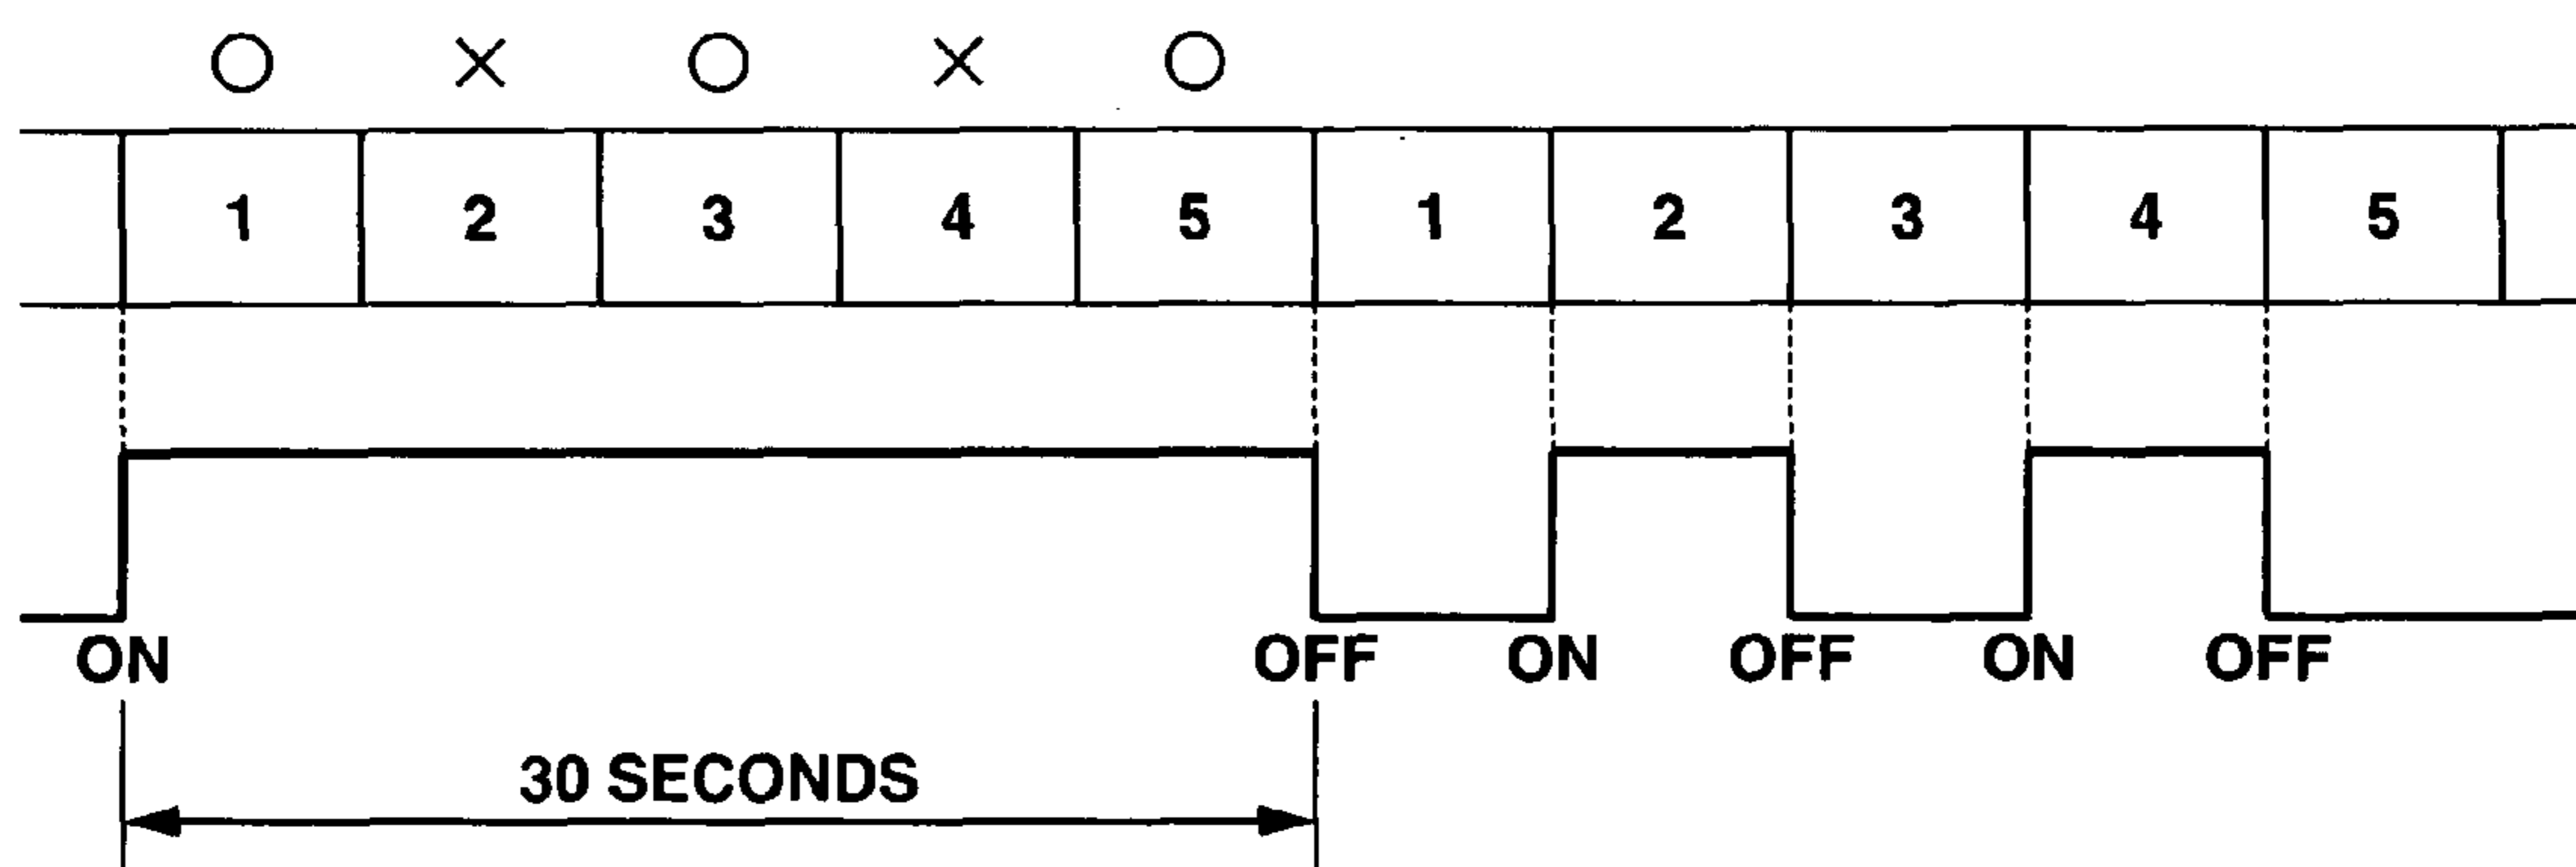 ○ × ○ × ○
1 2 3 4 5 1 2 3 4 5
ON OFF ON OFF ON OFF
30 SECONDS